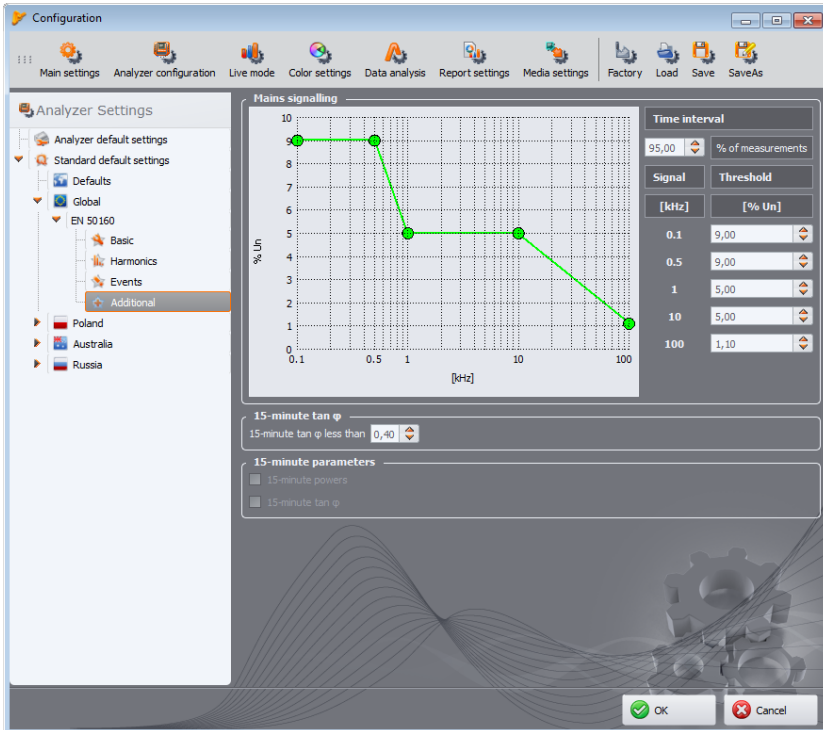 Configuration
Main settings Analyzer configuration Live mode Color settings Data analysis Report settings Media settings Factory Load Save SaveAs
Analyzer Settings
Analyzer default settings
Standard default settings
Defaults
Global
EN 50160
Basic
Harmonics
Events
Additional
Poland
Australia
Russia
Mains signalling
10
9
8
7
6
5
4
3
2
1
0
% Un
0.1 0.5 1 10 100
[kHz]
Time interval
95,00 % of measurements
Signal Threshold
[kHz] [% Un]
0.1 9,00
0.5 9,00
1 5,00
10 5,00
100 1,10
15-minute tan φ
15-minute tan φ less than 0,40
15-minute parameters
15-minute powers
15-minute tan φ
OK Cancel